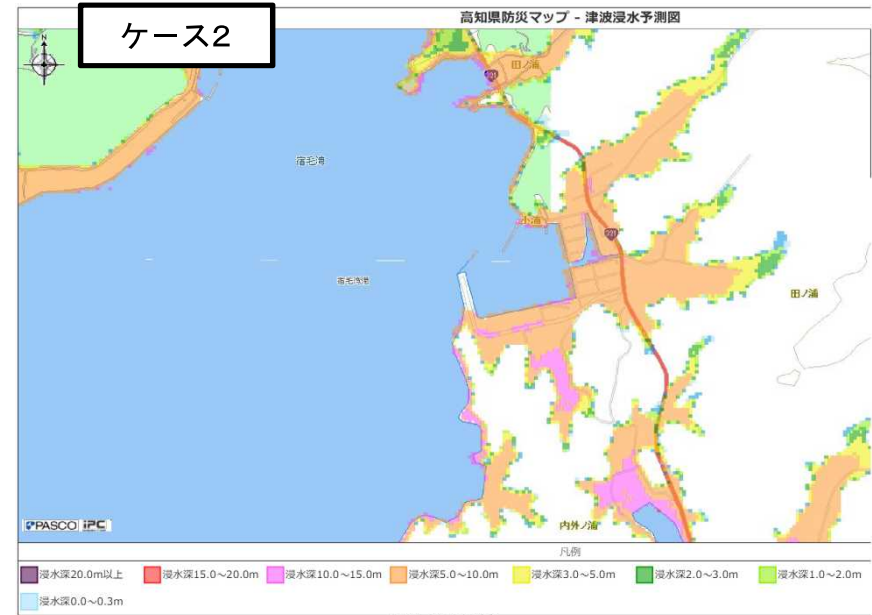 高知県防災マップ - 津波浸水予測図
ケース2
N
田ノ浦
321
宿毛湾
小浦
321
宿毛漁港
田ノ浦
内外ノ浦
PASCO iPC
凡例
浸水深20.0m以上 浸水深15.0~20.0m 浸水深10.0~15.0m 浸水深5.0~10.0m 浸水深3.0~5.0m 浸水深2.0~3.0m 浸水深1.0~2.0m
浸水深0.0~0.3m